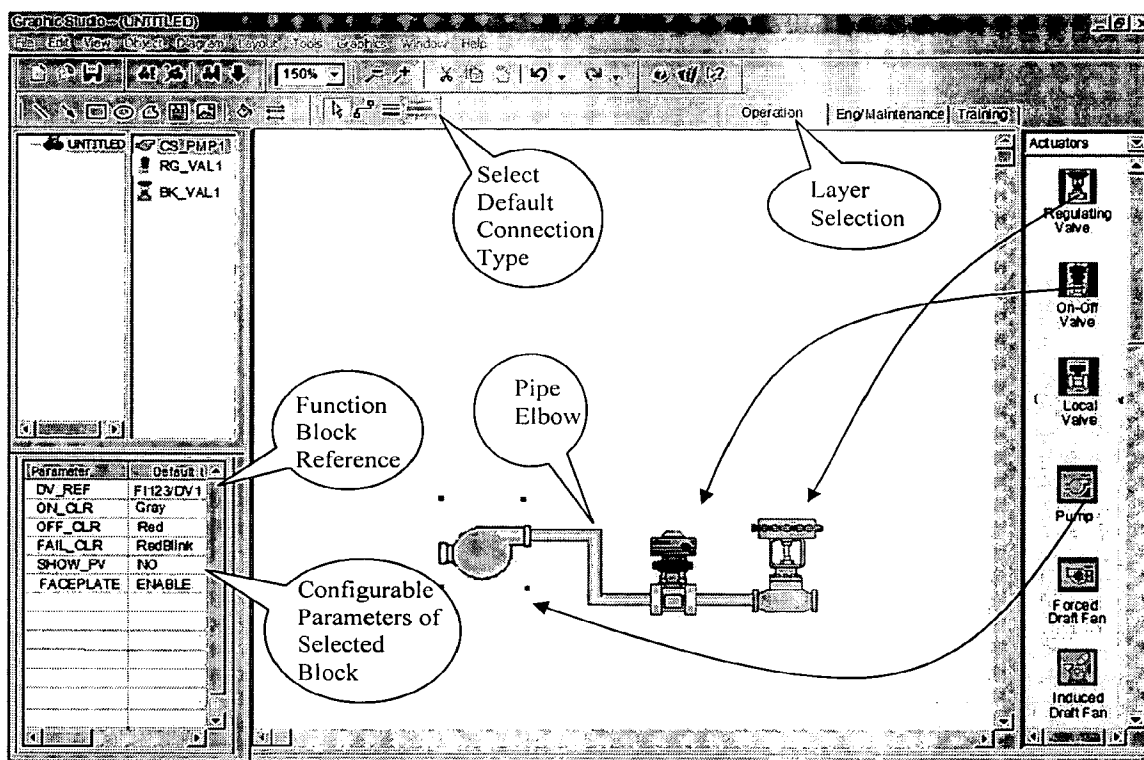 Graphic Studio - (UNTITLED)
File Edit View Object Diagram Layout Tools Graphics Window Help
150%
Operation Eng/Maintenance Training
UNTITLED
CS_PMP1
RG_VAL1
BK_VAL1
Select
Default
Connection
Type
Layer
Selection
Actuators
Regulating
Valve
On-Off
Valve
Local
Valve
Pump
Forced
Draft Fan
Induced
Draft Fan
Pipe
Elbow
Function
Block
Reference
Parameter Default
DV_REF FI123/DV1
ON_CLR Gray
OFF_CLR Red
FAIL_CLR RedBlink
SHOW_PV NO
FACEPLATE ENABLE
Configurable
Parameters of
Selected
Block